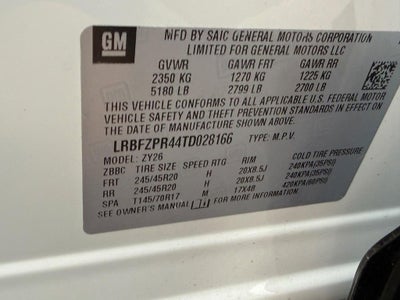 GM
MFD BY SAIC GENERAL MOTORS CORPORATION
LIMITED FOR GENERAL MOTORS LLC
GVWR GAWR FRT GAWR RR
2350 KG 1270 KG 1225 KG
5180 LB 2799 LB 2700 LB
THIS VEHICLE CONFORMS TO ALL APPLICABLE U.S. FEDERAL MOTOR
VEHICLE SAFETY AND THEFT PREVENTION STANDARDS IN EFFECT ON THE
DATE OF MANUFACTURE SHOWN ABOVE.
LRBFZPR44TD028166 TYPE: M.P.V.
MODEL: ZY26
ZBBC TIRE SIZE SPEED RTG RIM COLD TIRE PRESSURE
FRT 245/45R20 H 20X8.5J 240KPA(35PSI)
RR 245/45R20 H 20X8.5J 240KPA(35PSI)
SPA T145/70R17 M 17X4B 420KPA(60PSI)
SEE OWNER'S MANUAL